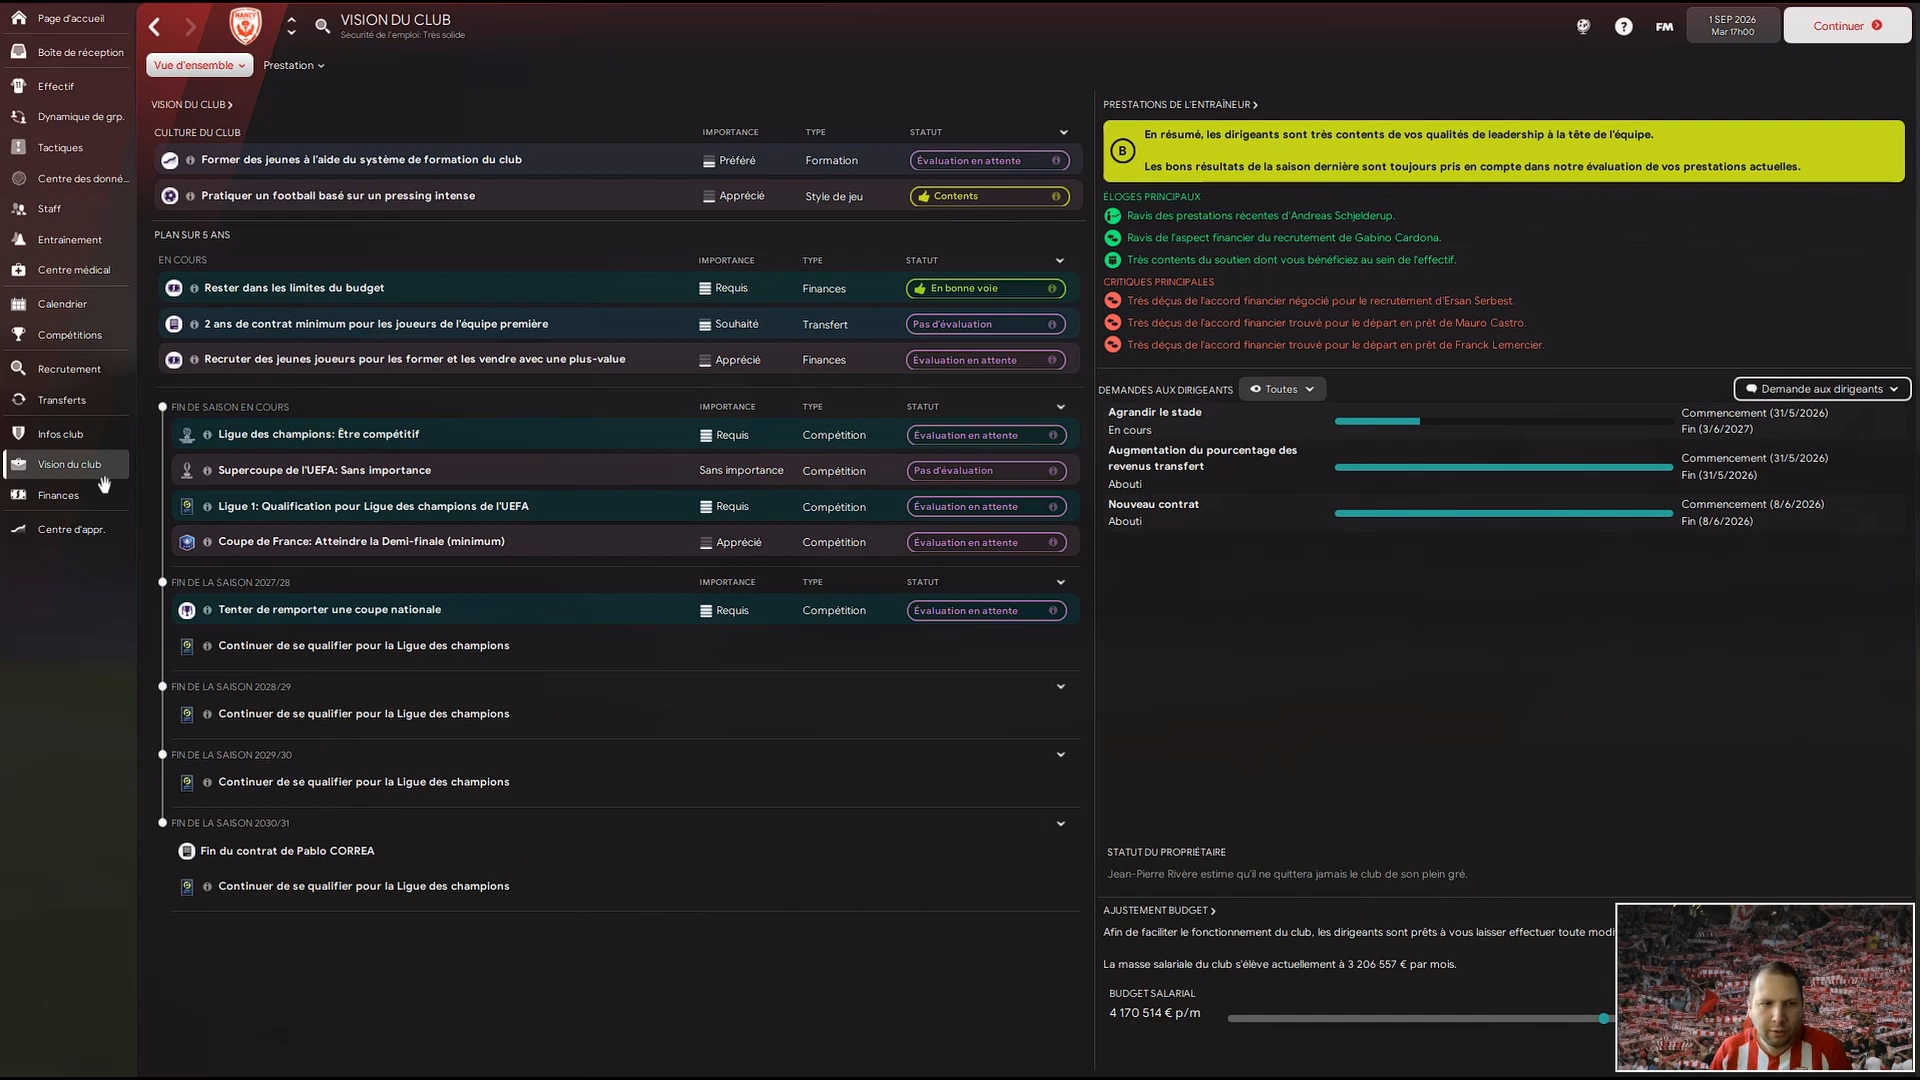 Page d'accueil
Boîte de réception
Effectif
Dynamique de grp.
Tactiques
Centre des donné...
Staff
Entraînement
Centre médical
Calendrier
Compétitions
Recrutement
Transferts
Infos club
Vision du club
Finances
Centre d'appr.
NANCY
VISION DU CLUB
Sécurité de l'emploi: Très solide
FM
1 SEP 2026
Mar 17h00
Continuer
Vue d'ensemble
Prestation
VISION DU CLUB
CULTURE DU CLUB IMPORTANCE TYPE STATUT
Former des jeunes à l'aide du système de formation du club Préféré Formation Évaluation en attente
Pratiquer un football basé sur un pressing intense Apprécié Style de jeu Contents
PLAN SUR 5 ANS
EN COURS IMPORTANCE TYPE STATUT
Rester dans les limites du budget Requis Finances En bonne voie
2 ans de contrat minimum pour les joueurs de l'équipe première Souhaité Transfert Pas d'évaluation
Recruter des jeunes joueurs pour les former et les vendre avec une plus-value Apprécié Finances Évaluation en attente
FIN DE SAISON EN COURS IMPORTANCE TYPE STATUT
Ligue des champions: Être compétitif Requis Compétition Évaluation en attente
Supercoupe de l'UEFA: Sans importance Sans importance Compétition Pas d'évaluation
Ligue 1: Qualification pour Ligue des champions de l'UEFA Requis Compétition Évaluation en attente
Coupe de France: Atteindre la Demi-finale (minimum) Apprécié Compétition Évaluation en attente
FIN DE LA SAISON 2027/28 IMPORTANCE TYPE STATUT
Tenter de remporter une coupe nationale Requis Compétition Évaluation en attente
Continuer de se qualifier pour la Ligue des champions
FIN DE LA SAISON 2028/29
Continuer de se qualifier pour la Ligue des champions
FIN DE LA SAISON 2029/30
Continuer de se qualifier pour la Ligue des champions
FIN DE LA SAISON 2030/31
Fin du contrat de Pablo CORREA
Continuer de se qualifier pour la Ligue des champions
PRESTATIONS DE L'ENTRAÎNEUR
B
En résumé, les dirigeants sont très contents de vos qualités de leadership à la tête de l'équipe.
Les bons résultats de la saison dernière sont toujours pris en compte dans notre évaluation de vos prestations actuelles.
ÉLOGES PRINCIPAUX
Ravis des prestations récentes d'Andreas Schjelderup.
Ravis de l'aspect financier du recrutement de Gabino Cardona.
Très contents du soutien dont vous bénéficiez au sein de l'effectif.
CRITIQUES PRINCIPALES
Très déçus de l'accord financier négocié pour le recrutement d'Ersan Serbest.
Très déçus de l'accord financier trouvé pour le départ en prêt de Mauro Castro.
Très déçus de l'accord financier trouvé pour le départ en prêt de Franck Lemercier.
DEMANDES AUX DIRIGEANTS Toutes Demande aux dirigeants
Agrandir le stade Commencement (31/5/2026)
En cours Fin (3/6/2027)
Augmentation du pourcentage des
revenus transfert Commencement (31/5/2026)
Abouti Fin (31/5/2026)
Nouveau contrat Commencement (8/6/2026)
Abouti Fin (8/6/2026)
STATUT DU PROPRIÉTAIRE
Jean-Pierre Rivère estime qu'il ne quittera jamais le club de son plein gré.
AJUSTEMENT BUDGET
Afin de faciliter le fonctionnement du club, les dirigeants sont prêts à vous laisser effectuer toute modi
La masse salariale du club s'élève actuellement à 3 206 557 € par mois.
BUDGET SALARIAL
4 170 514 € p/m